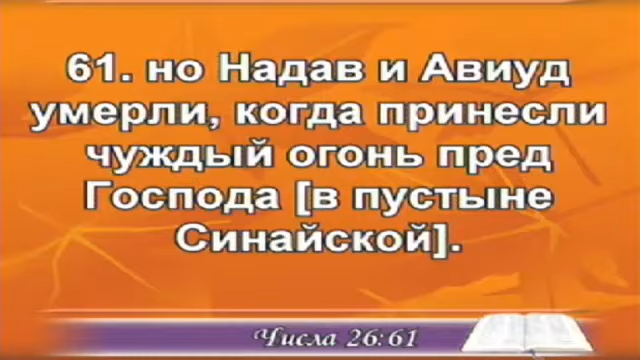 61. но Надав и Авиуд
умерли, когда принесли
чуждый огонь пред
Господа [в пустыне
Синайской].
Числа 26:61